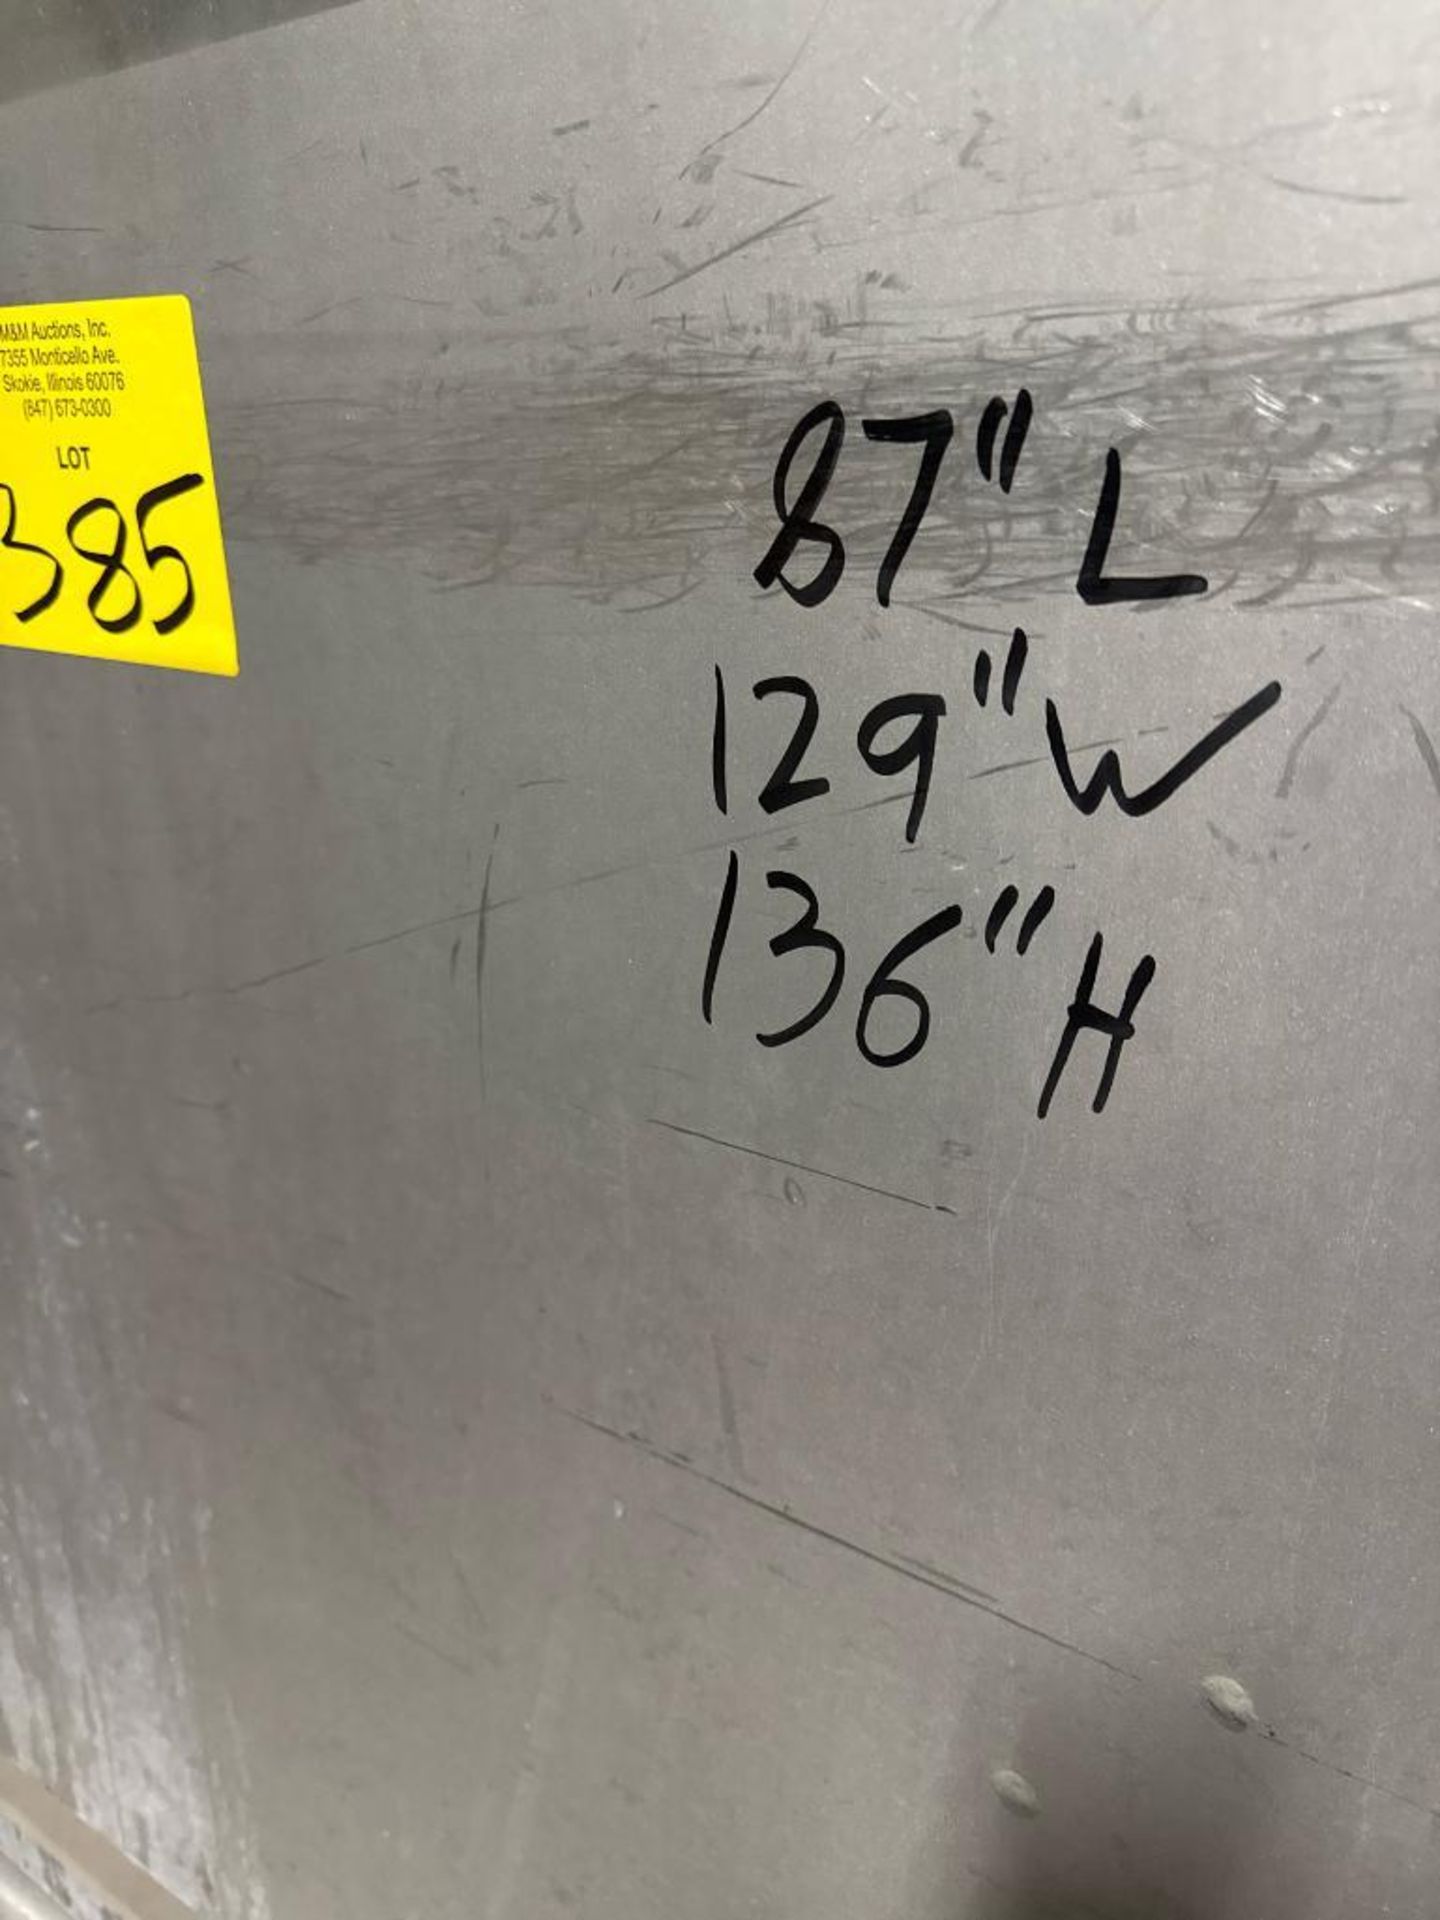 M&M Auctions, Inc.
7355 Monticello Ave.
Skokie, Illinois 60076
(847) 673-0300
LOT
385
87" L
129" W
136" H